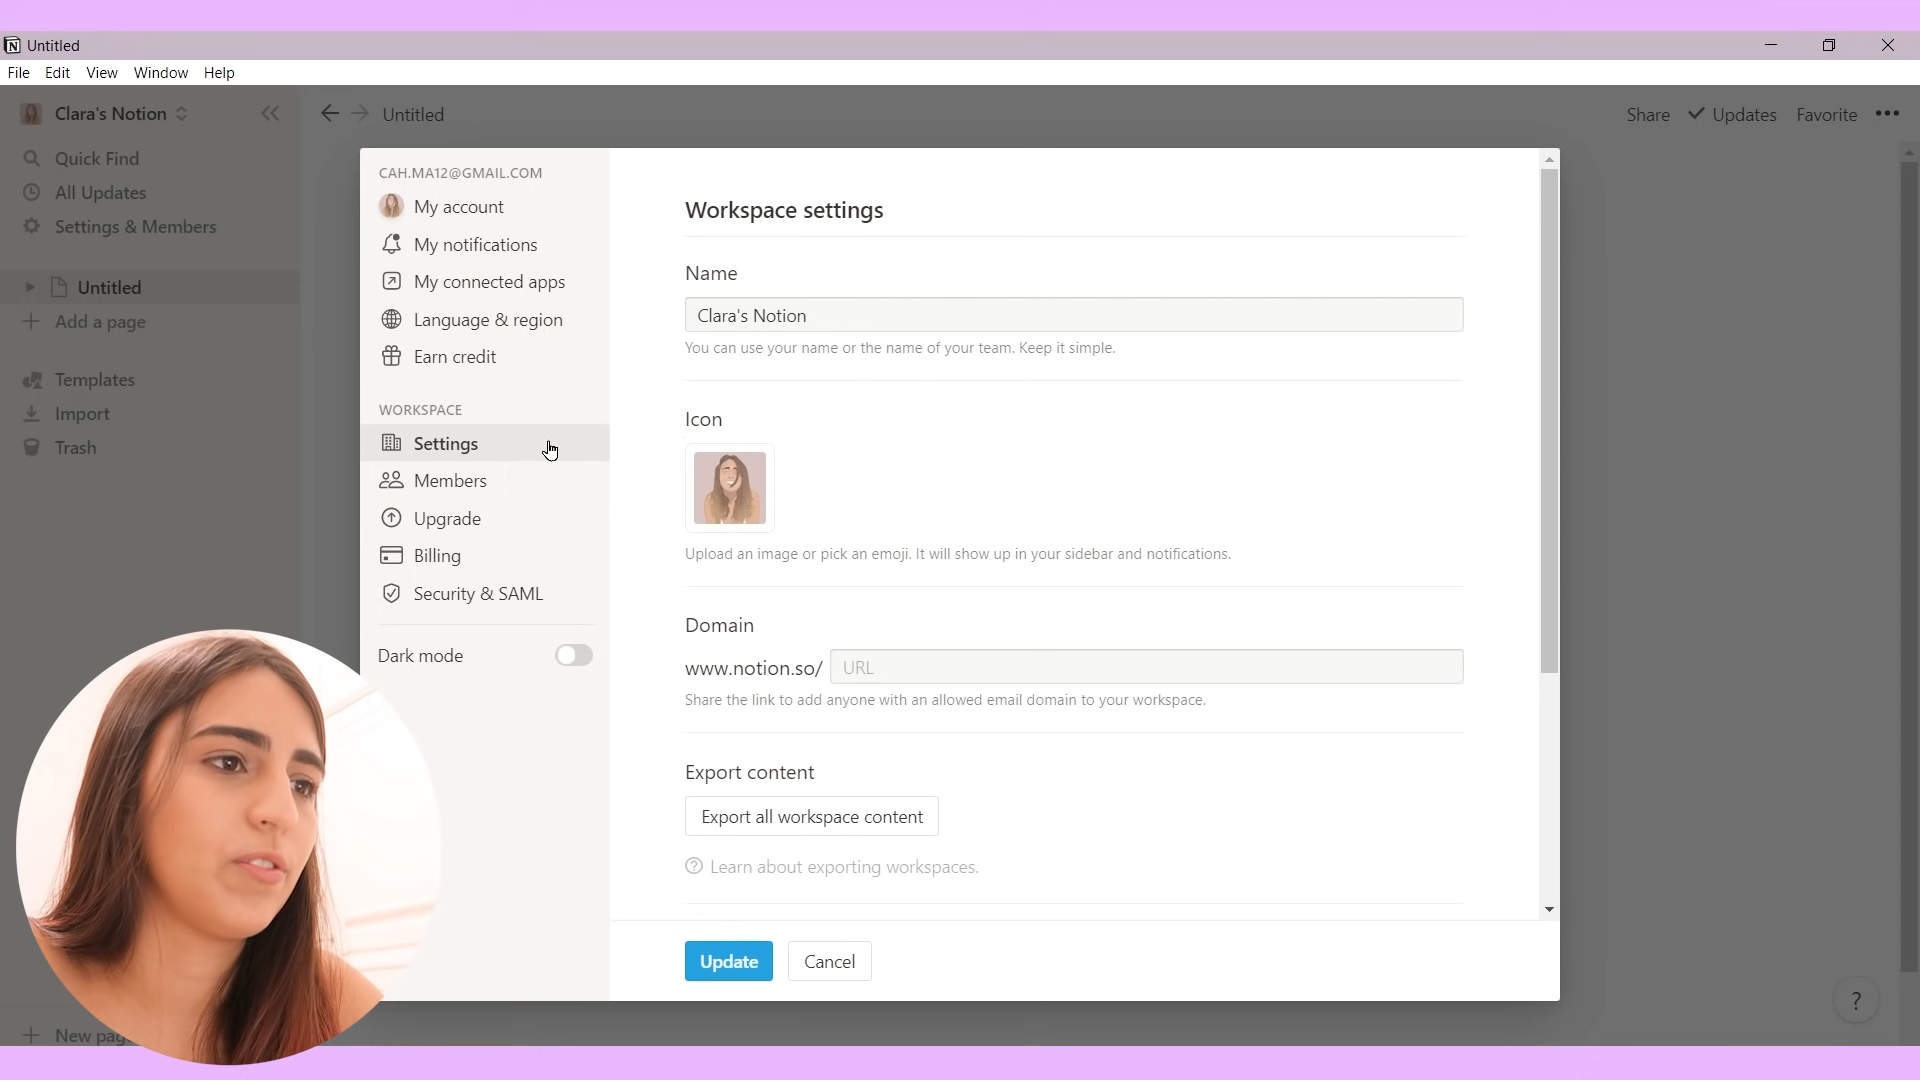 Untitled
File Edit View Window Help
Clara's Notion
Untitled
Share Updates Favorite
Quick Find
All Updates
Settings & Members
Untitled
Add a page
Templates
Import
Trash
CAH.MA12@GMAIL.COM
My account
My notifications
My connected apps
Language & region
Earn credit
WORKSPACE
Settings
Members
Upgrade
Billing
Security & SAML
Dark mode
Workspace settings
Name
Clara's Notion
You can use your name or the name of your team. Keep it simple.
Icon
Upload an image or pick an emoji. It will show up in your sidebar and notifications.
Domain
www.notion.so/ URL
Share the link to add anyone with an allowed email domain to your workspace.
Export content
Export all workspace content
Learn about exporting workspaces.
Update Cancel
?
New